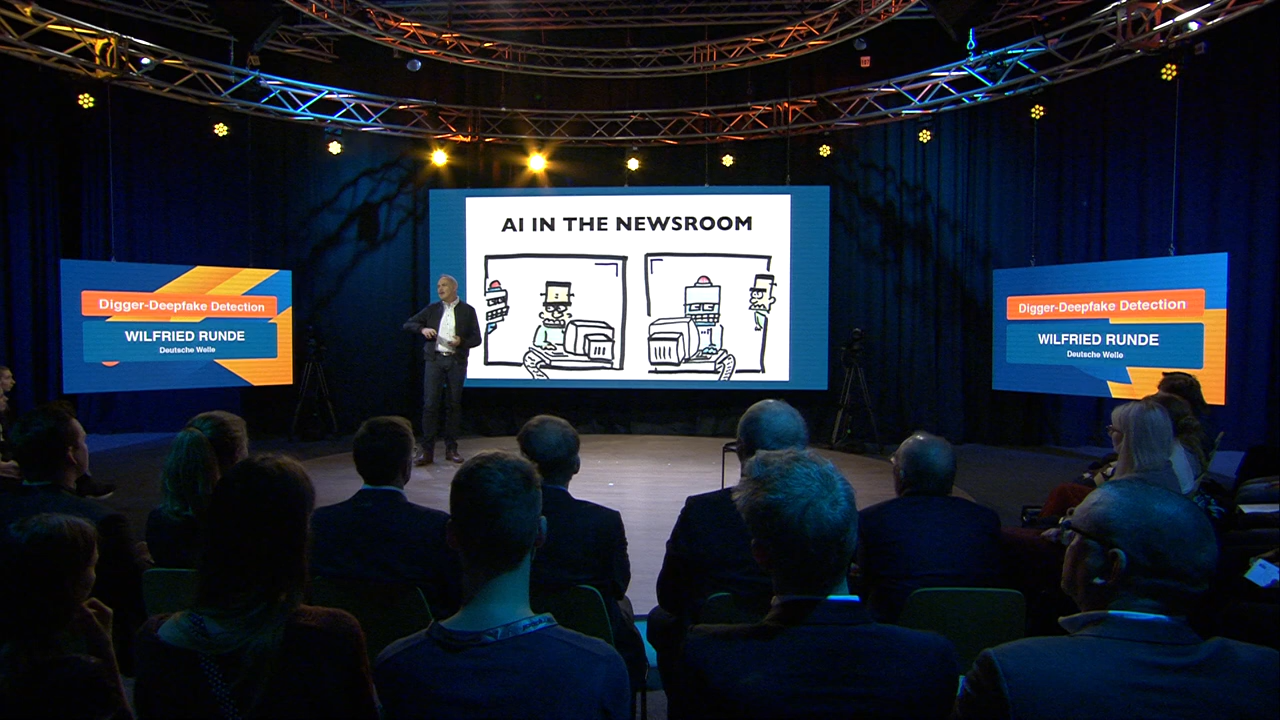 AI IN THE NEWSROOM
Digger-Deepfake Detection
WILFRIED RUNDE
Deutsche Welle
Digger-Deepfake Detection
WILFRIED RUNDE
Deutsche Welle